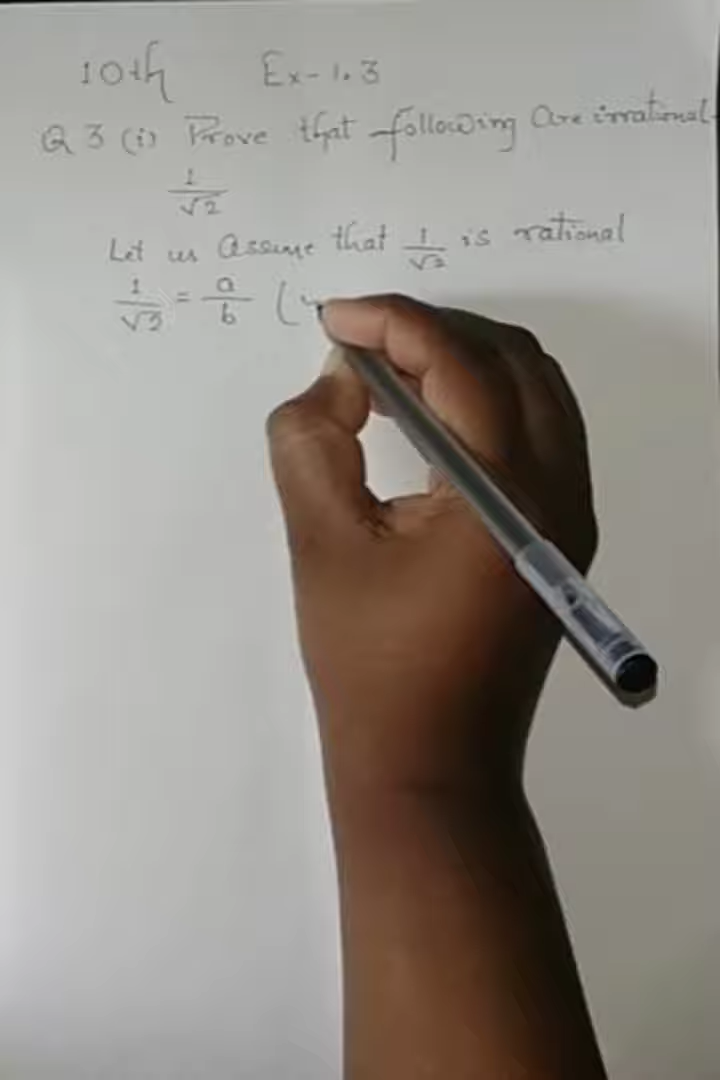 10th Ex-1.3
Q 3 (i) Prove that following are irrational
1/√2
Let us assume that 1/√2 is rational
1/√3 = a/b (